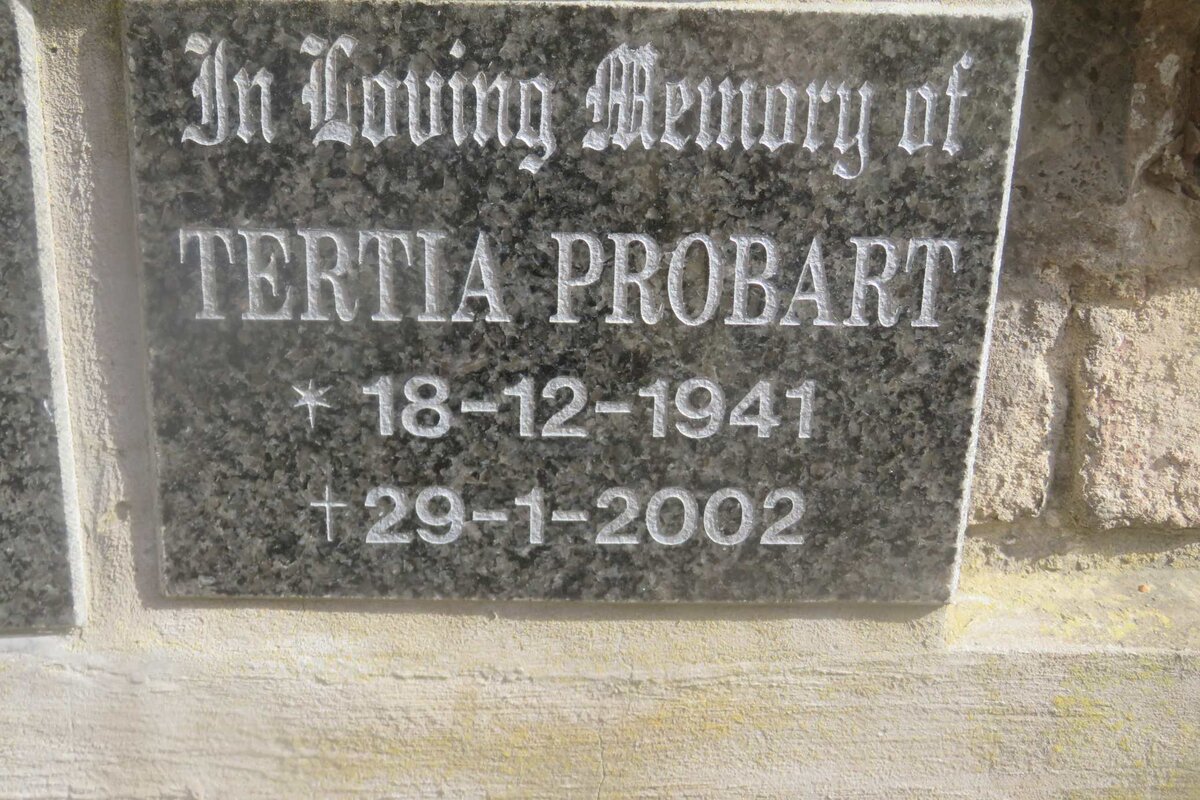 In Loving Memory of
TERTIA PROBART
* 18-12-1941
†29-1-2002